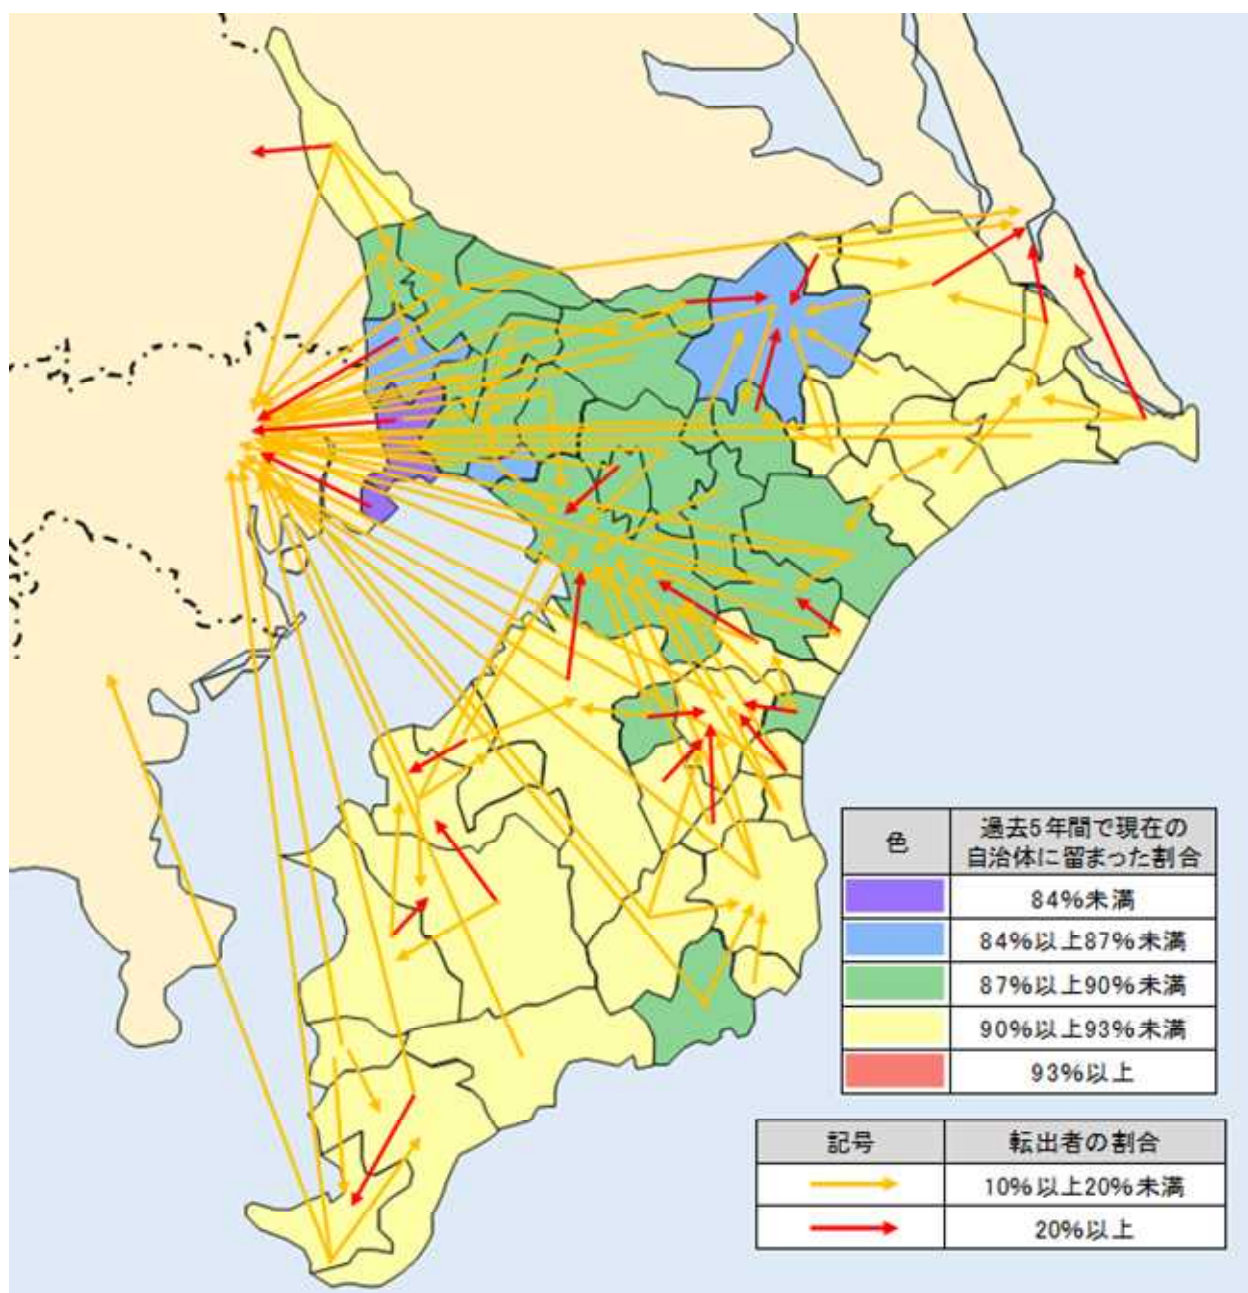 色
過去5年間で現在の
自治体に留まった割合
84%未満
84%以上87%未満
87%以上90%未満
90%以上93%未満
93%以上
記号
転出者の割合
10%以上20%未満
20%以上